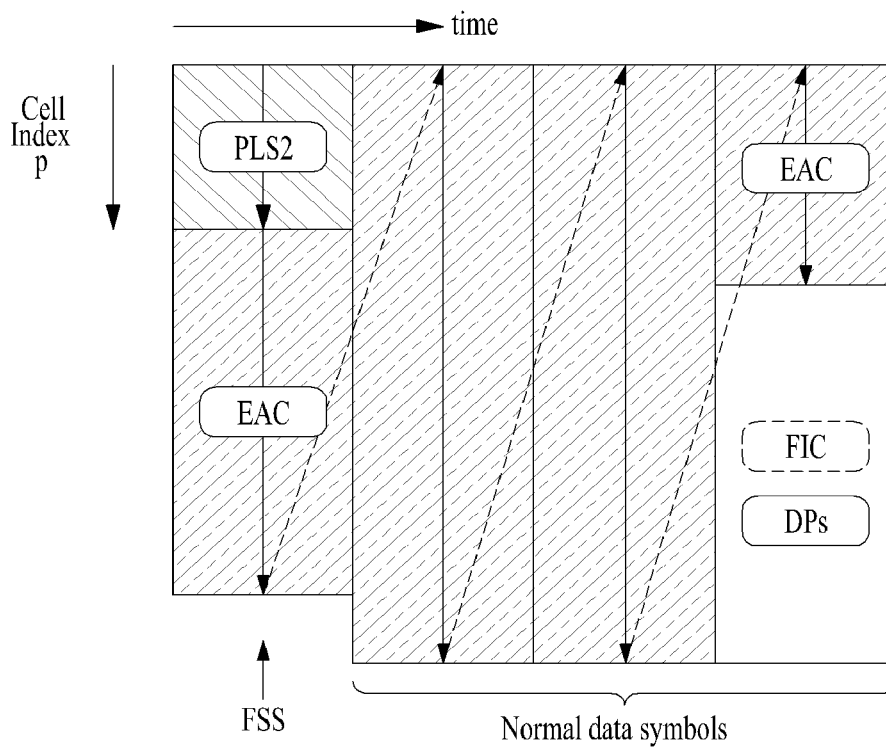 time
Cell
Index
p
PLS2
EAC
EAC
FIC
DPs
FSS
Normal data symbols